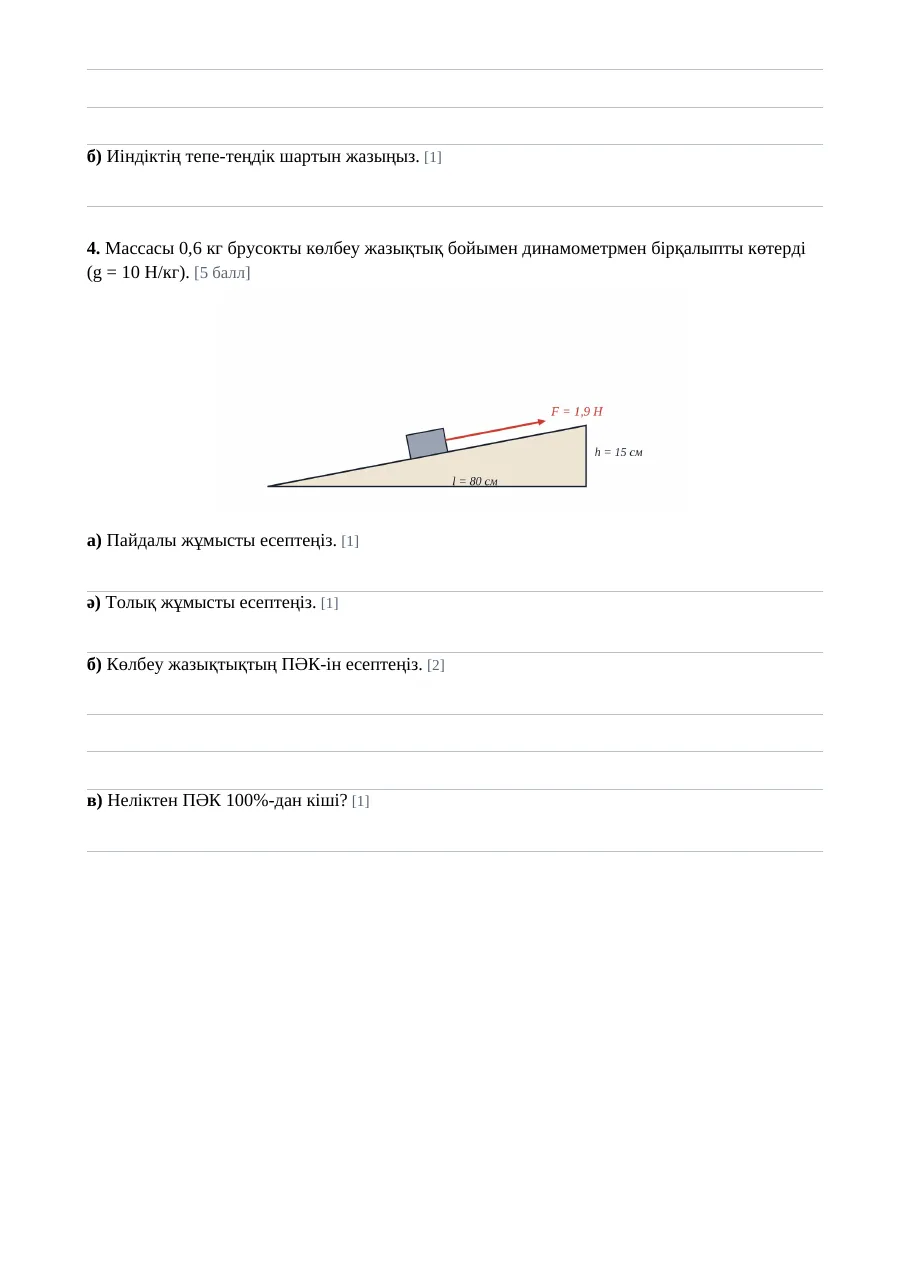 б) Иіндіктің тепе-теңдік шартын жазыңыз. [1]
4. Массасы 0,6 кг брусокты көлбеу жазықтық бойымен динамометрмен бірқалыпты көтерді
(g = 10 Н/кг). [5 балл]
F = 1,9 Н
h = 15 см
l = 80 см
а) Пайдалы жұмысты есептеңіз. [1]
ә) Толық жұмысты есептеңіз. [1]
б) Көлбеу жазықтықтың ПӘК-ін есептеңіз. [2]
в) Неліктен ПӘК 100%-дан кіші? [1]